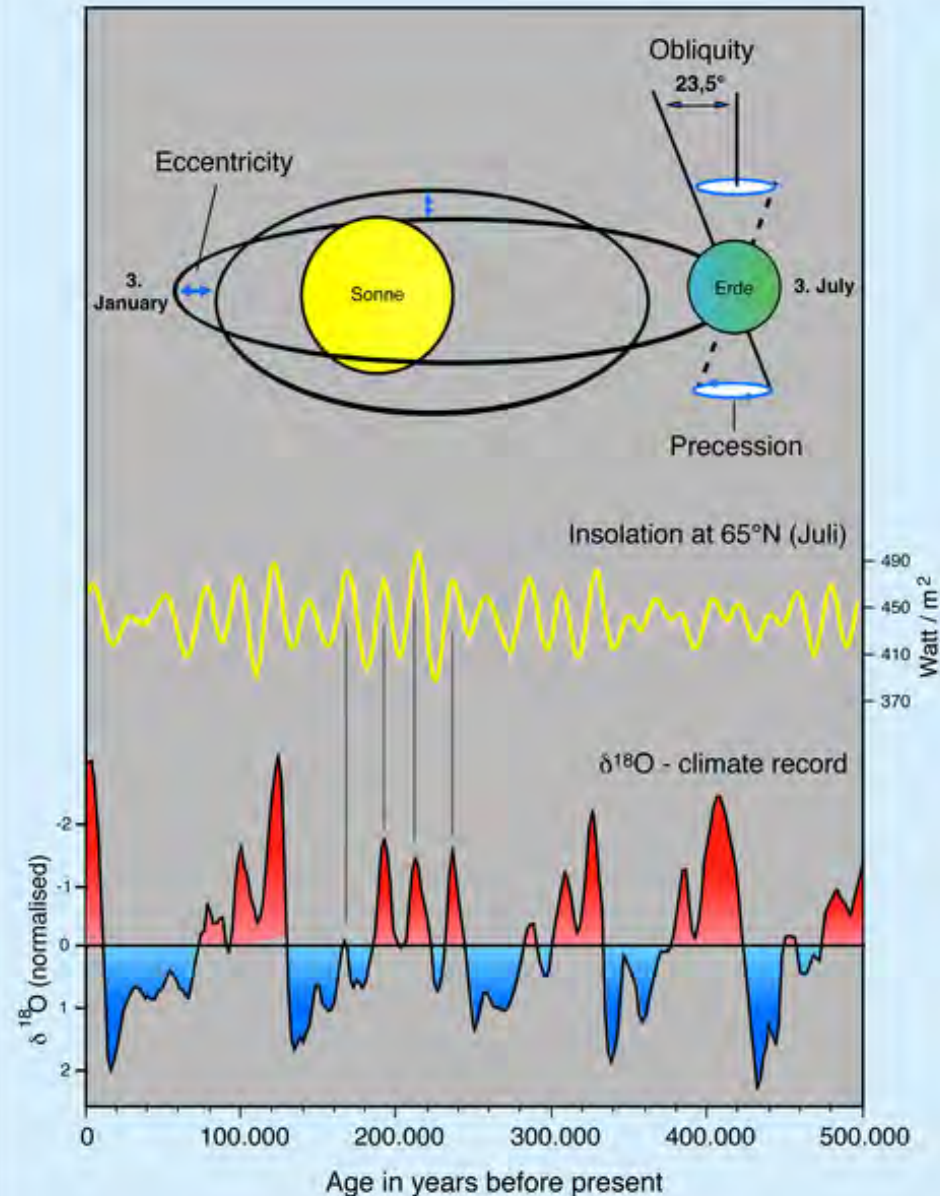 Obliquity
23,5°
Eccentricity
3.
January
Sonne
Erde
3. July
Precession
Insolation at 65°N (Juli)
490
450
410
370
Watt / m²
δ¹⁸O - climate record
-2
-1
0
1
2
δ ¹⁸O (normalised)
0
100.000
200.000
300.000
400.000
500.000
Age in years before present